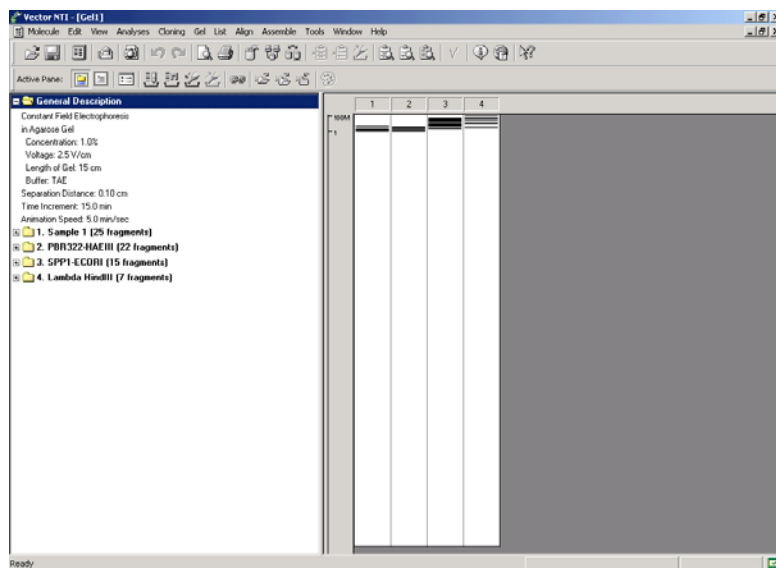 Vector NTI - [Gel1]
Molecule Edit View Analyses Cloning Gel List Align Assemble Tools Window Help
Active Pane:
General Description
Constant Field Electrophoresis
in Agarose Gel
Concentration: 1.0%
Voltage: 2.5 V/cm
Length of Gel: 15 cm
Buffer: TAE
Separation Distance: 0.10 cm
Time Increment: 15.0 min
Animation Speed: 5.0 min/sec
1. Sample 1 (25 fragments)
2. PBR322-HAEIII (22 fragments)
3. SPP1-ECORI (15 fragments)
4. Lambda HindIII (7 fragments)
1 2 3 4
100M
1
Ready